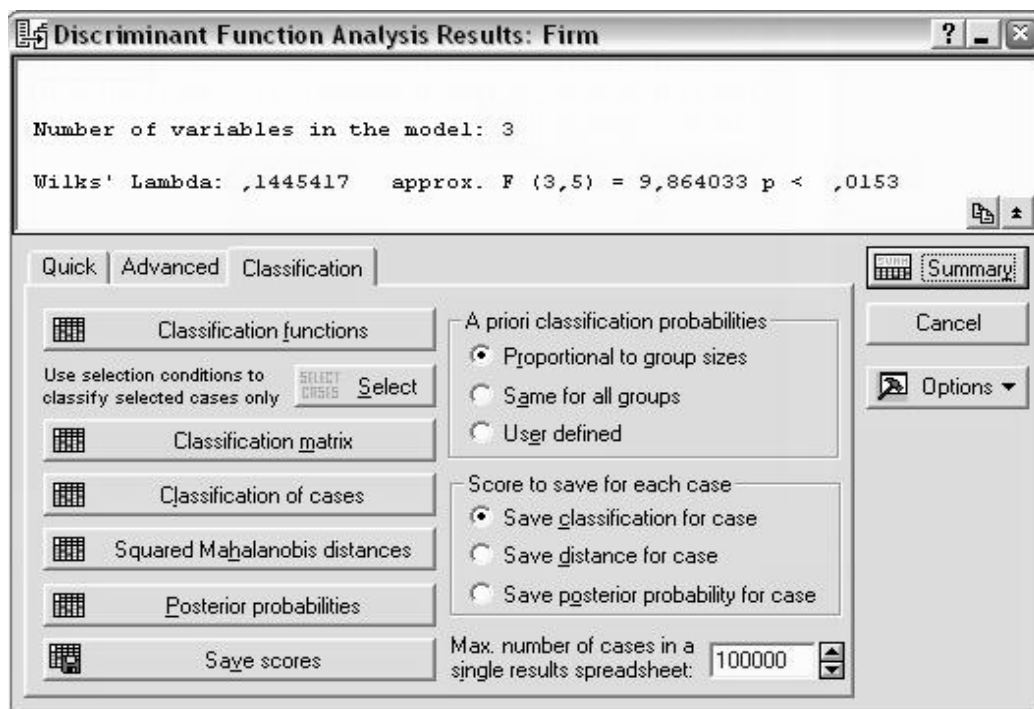 Discriminant Function Analysis Results: Firm
Number of variables in the model: 3
Wilks' Lambda: ,1445417 approx. F (3,5) = 9,864033 p < ,0153
Quick Advanced Classification
Summary
Cancel
Options
Classification functions
Use selection conditions to
classify selected cases only
SELECT
CASES
Select
Classification matrix
Classification of cases
Squared Mahalanobis distances
Posterior probabilities
Save scores
A priori classification probabilities
Proportional to group sizes
Same for all groups
User defined
Score to save for each case
Save classification for case
Save distance for case
Save posterior probability for case
Max. number of cases in a
single results spreadsheet:
100000